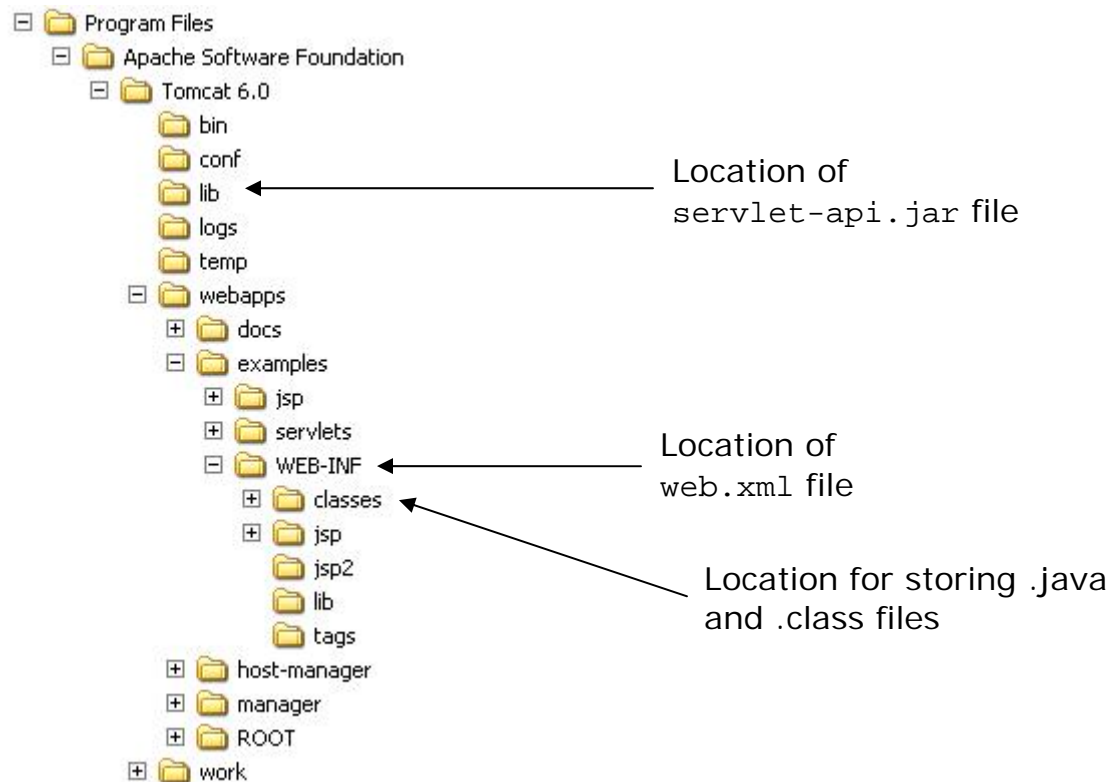 Program Files
Apache Software Foundation
Tomcat 6.0
bin
conf
lib
Location of
servlet-api.jar file
logs
temp
webapps
docs
examples
jsp
servlets
WEB-INF
Location of
web.xml file
classes
jsp
jsp2
lib
tags
Location for storing .java
and .class files
host-manager
manager
ROOT
work